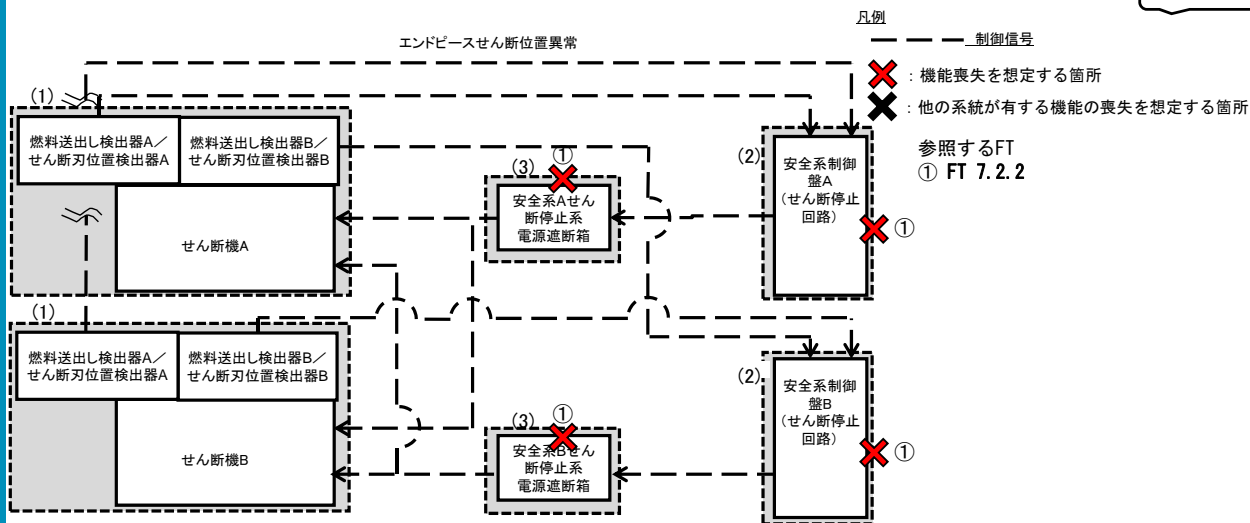 凡例
制御信号
：機能喪失を想定する箇所
：他の系統が有する機能の喪失を想定する箇所
参照するFT
① FT 7.2.2
エンドピースせん断位置異常
(1)
燃料送出し検出器A／
せん断刃位置検出器A
燃料送出し検出器B／
せん断刃位置検出器B
せん断機A
(3)
①
安全系Aせん
断停止系
電源遮断箱
(2)
安全系制御
盤A
(せん断停止
回路)
①
(1)
燃料送出し検出器A／
せん断刃位置検出器A
燃料送出し検出器B／
せん断刃位置検出器B
せん断機B
(3)
①
安全系Bせん
断停止系
電源遮断箱
(2)
安全系制御
盤B
(せん断停止
回路)
①